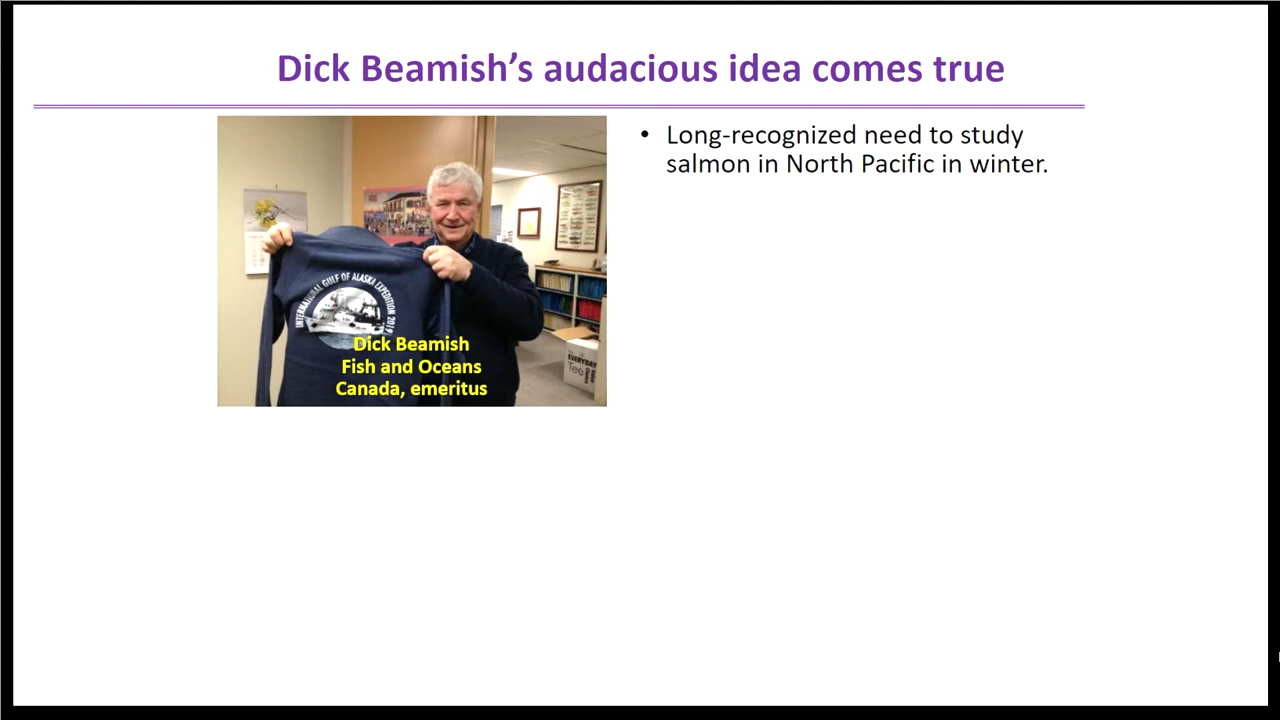 Dick Beamish’s audacious idea comes true
• Long-recognized need to study
salmon in North Pacific in winter.
INTERNATIONAL GULF OF ALASKA EXPEDITION 2019
Dick Beamish
Fish and Oceans
Canada, emeritus
EVERYDAY
Tee